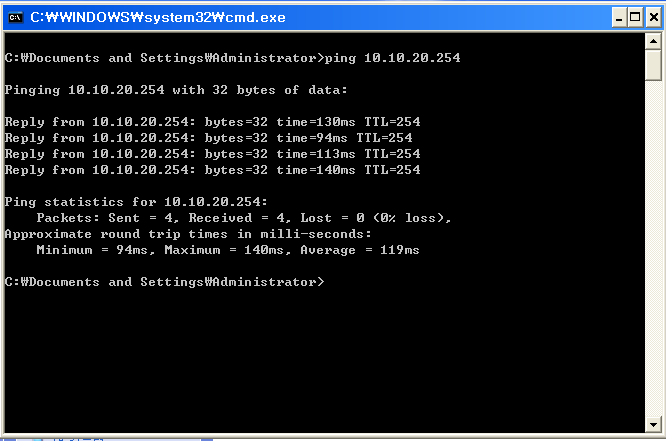 C:₩WINDOWS₩system32₩cmd.exe
C:₩Documents and Settings₩Administrator>ping 10.10.20.254
Pinging 10.10.20.254 with 32 bytes of data:
Reply from 10.10.20.254: bytes=32 time=130ms TTL=254
Reply from 10.10.20.254: bytes=32 time=94ms TTL=254
Reply from 10.10.20.254: bytes=32 time=113ms TTL=254
Reply from 10.10.20.254: bytes=32 time=140ms TTL=254
Ping statistics for 10.10.20.254:
    Packets: Sent = 4, Received = 4, Lost = 0 (0% loss),
Approximate round trip times in milli-seconds:
    Minimum = 94ms, Maximum = 140ms, Average = 119ms
C:₩Documents and Settings₩Administrator>